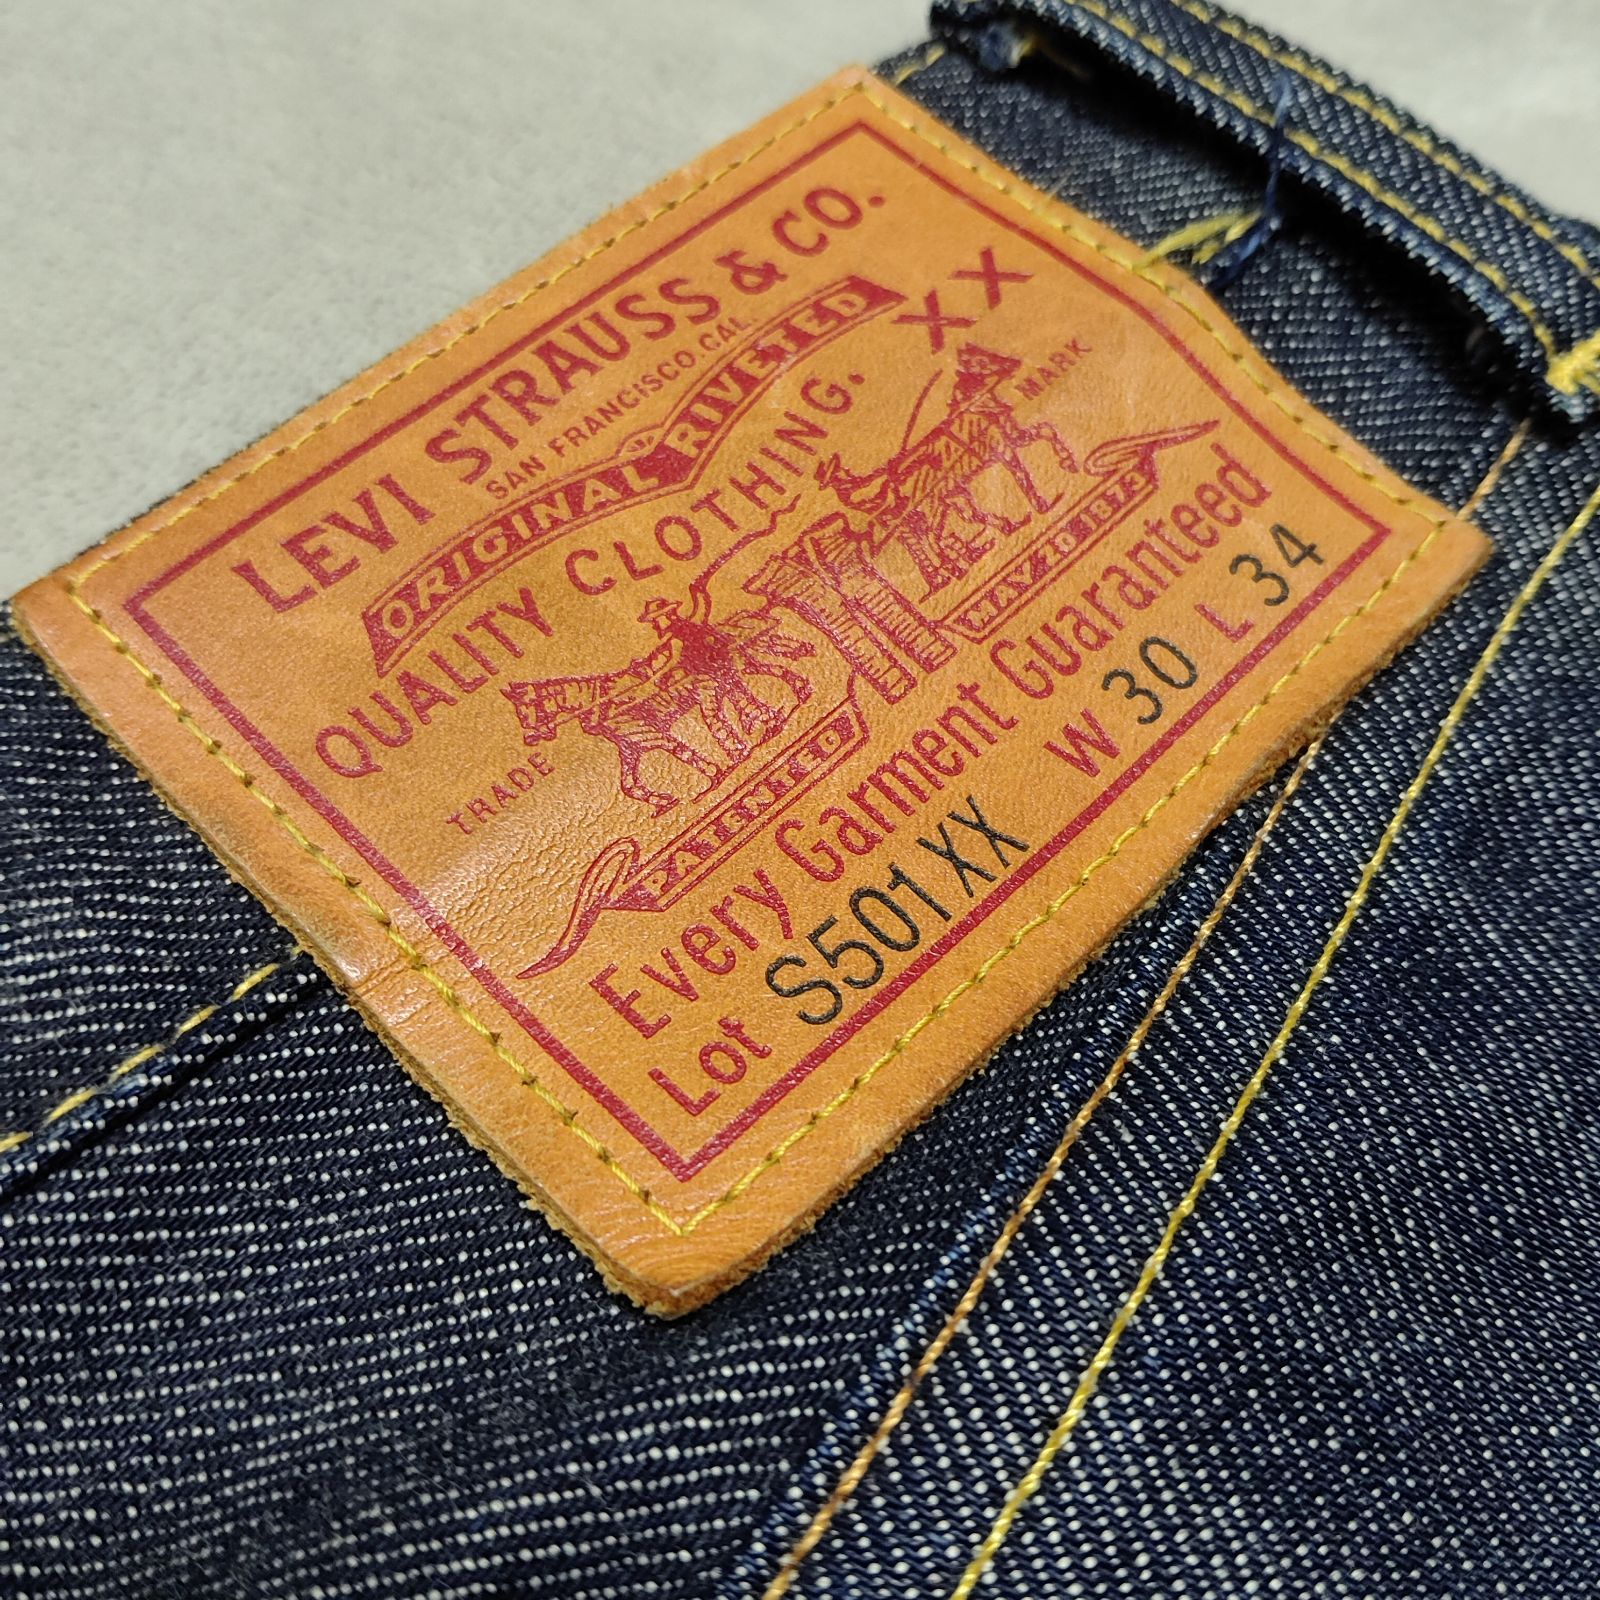 LEVI STRAUSS & CO.
SAN FRANCISCO. CAL.
ORIGINAL RIVETED
QUALITY CLOTHING.
XX
TRADE MARK
PATENTED MAY 20 1873
Every Garment Guaranteed
Lot S501XX W 30 L 34